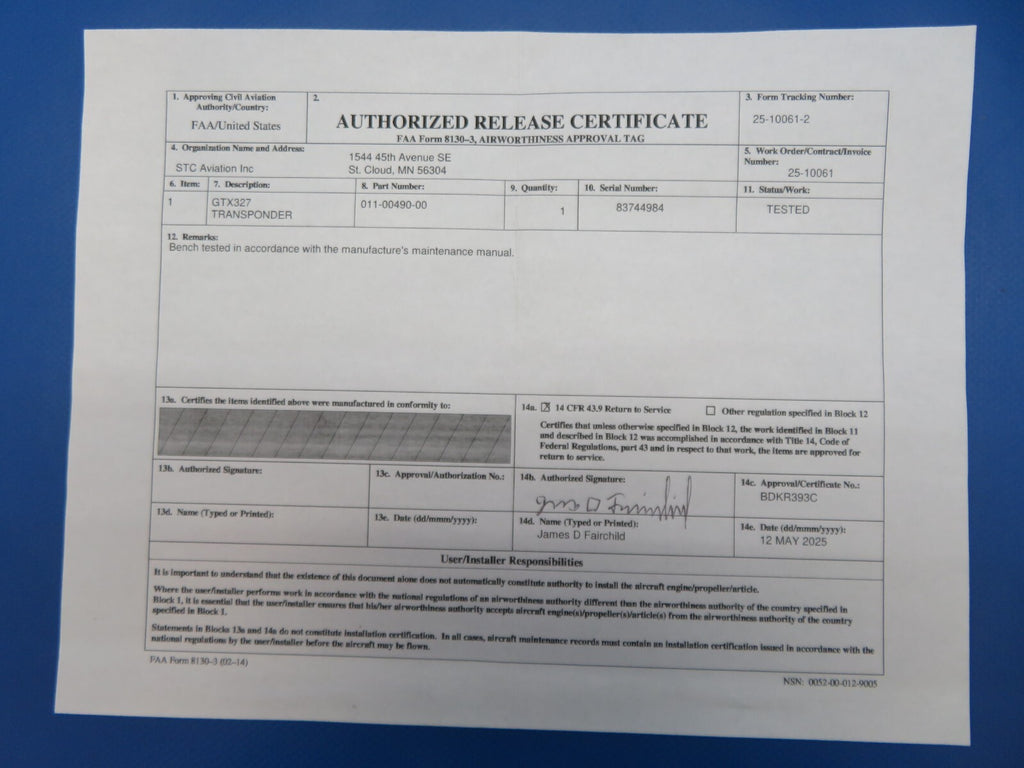 1. Approving Civil Aviation
Authority/Country:
FAA/United States
2.
AUTHORIZED RELEASE CERTIFICATE
FAA Form 8130–3, AIRWORTHINESS APPROVAL TAG
3. Form Tracking Number:
25-10061-2
4. Organization Name and Address:
STC Aviation Inc
1544 45th Avenue SE
St. Cloud, MN 56304
5. Work Order/Contract/Invoice
Number:
25-10061
6. Item:
1
7. Description:
GTX327
TRANSPONDER
8. Part Number:
011-00490-00
9. Quantity:
1
10. Serial Number:
83744984
11. Status/Work:
TESTED
12. Remarks:
Bench tested in accordance with the manufacture's maintenance manual.
13a. Certifies the items identified above were manufactured in conformity to:
14a. 14 CFR 43.9 Return to Service
Other regulation specified in Block 12
Certifies that unless otherwise specified in Block 12, the work identified in Block 11
and described in Block 12 was accomplished in accordance with Title 14, Code of
Federal Regulations, part 43 and in respect to that work, the items are approved for
return to service.
13b. Authorized Signature:
13c. Approval/Authorization No.:
14b. Authorized Signature:
James D Fairchild
14c. Approval/Certificate No.:
BDKR393C
13d. Name (Typed or Printed):
13e. Date (dd/mmm/yyyy):
14d. Name (Typed or Printed):
James D Fairchild
14e. Date (dd/mmm/yyyy):
12 MAY 2025
User/Installer Responsibilities
It is important to understand that the existence of this document alone does not automatically constitute authority to install the aircraft engine/propeller/article.
Where the user/installer performs work in accordance with the national regulations of an airworthiness authority different than the airworthiness authority of the country specified in
Block 1, it is essential that the user/installer ensures that his/her airworthiness authority accepts aircraft engine(s)/propeller(s)/article(s) from the airworthiness authority of the country
specified in Block 1.
Statements in Blocks 13a and 14a do not constitute installation certification. In all cases, aircraft maintenance records must contain an installation certification issued in accordance with the
national regulations by the user/installer before the aircraft may be flown.
FAA Form 8130–3 (02–14)
NSN: 0052-00-012-9005